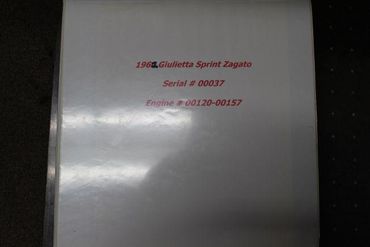 Giulietta Sprint Zagato
Serial # 00037
Engine # 00120-00157